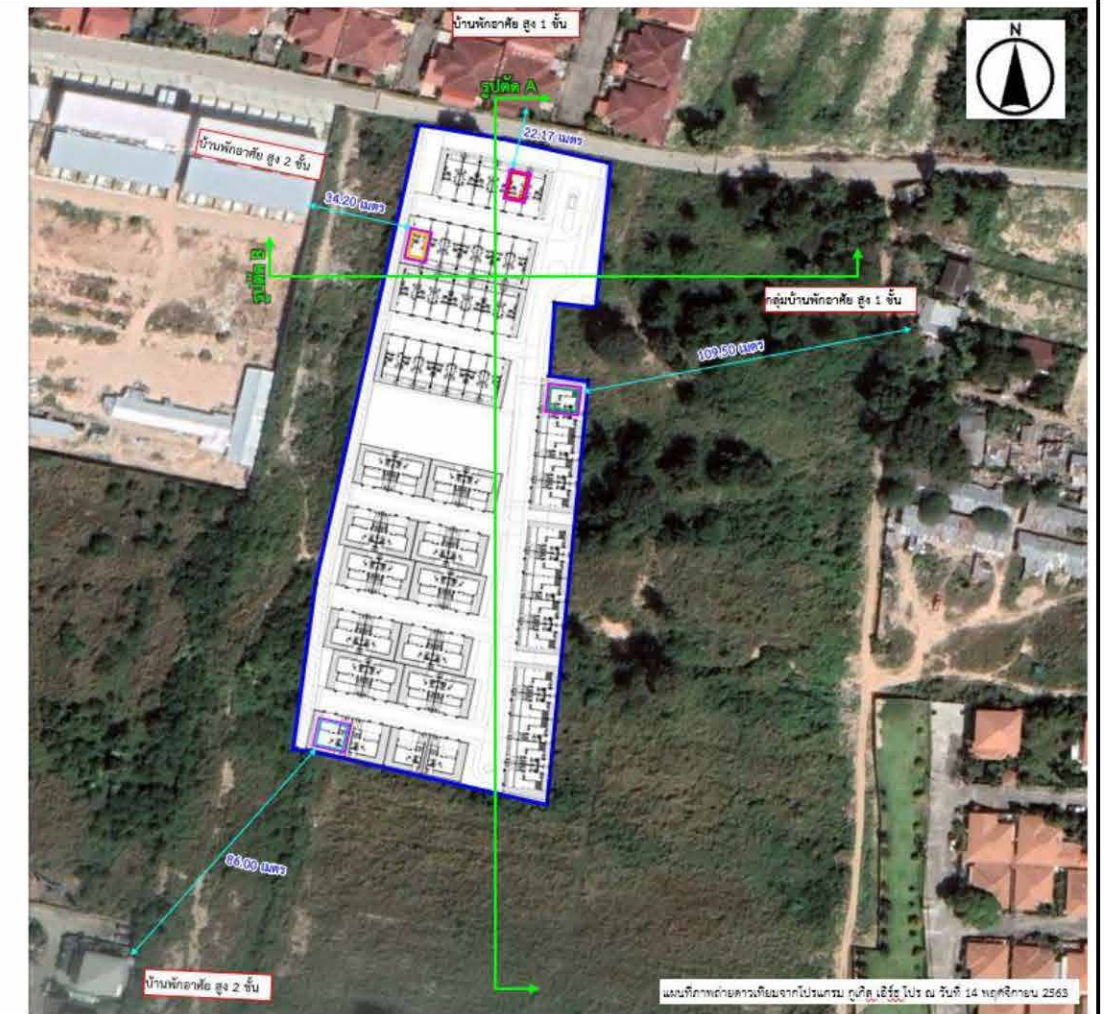 บ้านพักอาศัย สูง 1 ชั้น
N
รูปตัด A
22.17 เมตร
บ้านพักอาศัย สูง 2 ชั้น
34.20 เมตร
รูปตัด B
กลุ่มบ้านพักอาศัย สูง 1 ชั้น
109.50 เมตร
86.00 เมตร
บ้านพักอาศัย สูง 2 ชั้น
แผนที่ภาพถ่ายดาวเทียมจากโปรแกรม กูเกิล เอิร์ธ โปร ณ วันที่ 14 พฤศจิกายน 2563